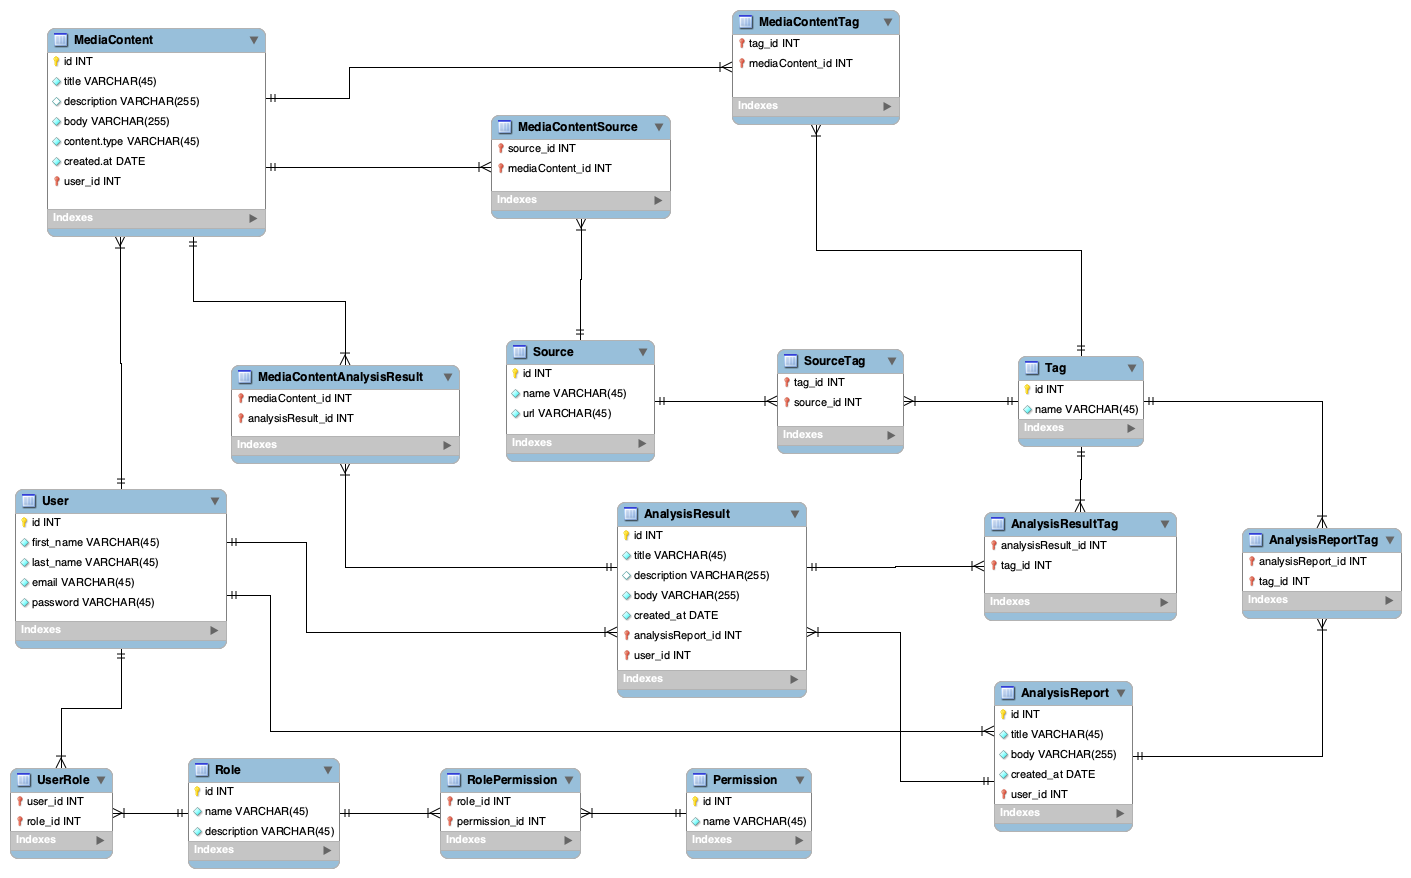 MediaContent
id INT
title VARCHAR(45)
description VARCHAR(255)
body VARCHAR(255)
content.type VARCHAR(45)
created.at DATE
user_id INT
Indexes
MediaContentTag
tag_id INT
mediaContent_id INT
Indexes
MediaContentSource
source_id INT
mediaContent_id INT
Indexes
MediaContentAnalysisResult
mediaContent_id INT
analysisResult_id INT
Indexes
Source
id INT
name VARCHAR(45)
url VARCHAR(45)
Indexes
SourceTag
tag_id INT
source_id INT
Indexes
Tag
id INT
name VARCHAR(45)
Indexes
User
id INT
first_name VARCHAR(45)
last_name VARCHAR(45)
email VARCHAR(45)
password VARCHAR(45)
Indexes
AnalysisResult
id INT
title VARCHAR(45)
description VARCHAR(255)
body VARCHAR(255)
created_at DATE
analysisReport_id INT
user_id INT
Indexes
AnalysisResultTag
analysisResult_id INT
tag_id INT
Indexes
AnalysisReportTag
analysisReport_id INT
tag_id INT
Indexes
AnalysisReport
id INT
title VARCHAR(45)
body VARCHAR(255)
created_at DATE
user_id INT
Indexes
UserRole
user_id INT
role_id INT
Indexes
Role
id INT
name VARCHAR(45)
description VARCHAR(45)
Indexes
RolePermission
role_id INT
permission_id INT
Indexes
Permission
id INT
name VARCHAR(45)
Indexes